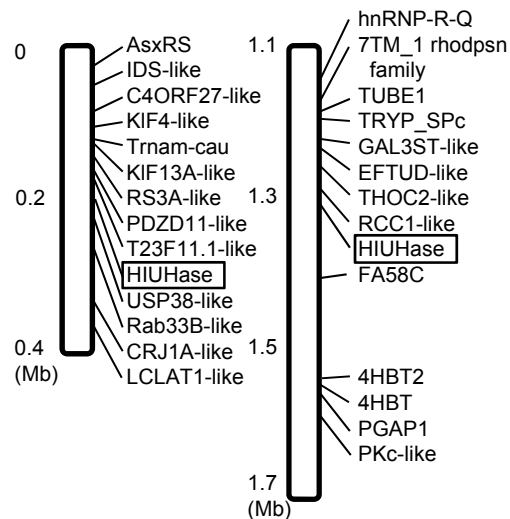 0
AsxRS
IDS-like
C4ORF27-like
KIF4-like
Trnam-cau
KIF13A-like
0.2
RS3A-like
PDZD11-like
T23F11.1-like
HIUHase
USP38-like
Rab33B-like
0.4
CRJ1A-like
(Mb)
LCLAT1-like
hnRNP-R-Q
1.1
7TM_1 rhodpsn
family
TUBE1
TRYP_SPc
GAL3ST-like
EFTUD-like
1.3
THOC2-like
RCC1-like
HIUHase
FA58C
1.5
4HBT2
4HBT
PGAP1
PKc-like
1.7
(Mb)